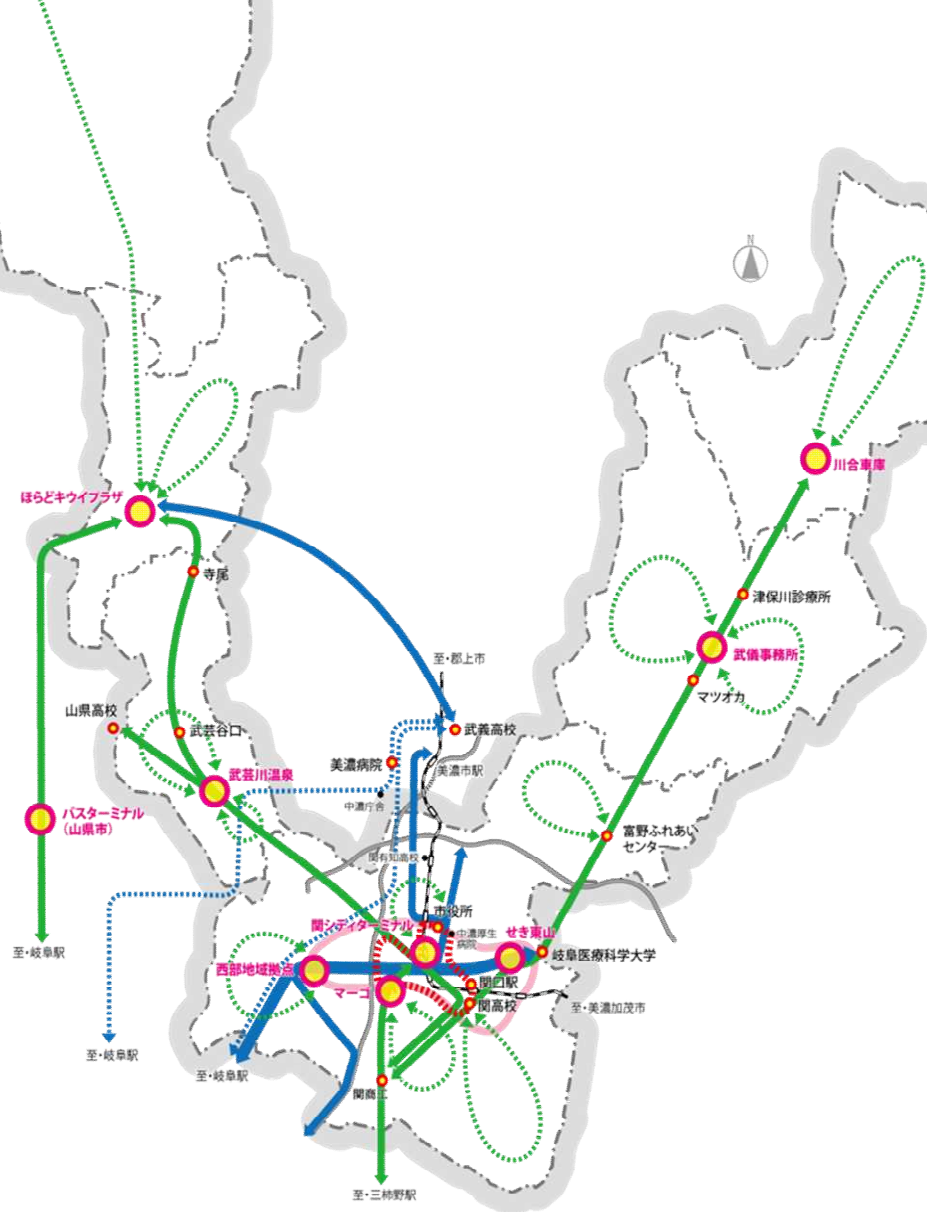 N
川合車庫
ほらどキウイプラザ
寺尾
津保川診療所
武儀事務所
至・郡上市
マツオカ
山県高校
武芸谷口
武義高校
美濃病院
美濃市駅
武芸川温泉
中濃庁舎
バスターミナル
(山県市)
富野ふれあい
センター
関有知高校
市役所
関シティターミナル
中濃厚生
病院
せき東山
至・岐阜駅
岐阜医療科学大学
西部地域拠点
関口駅
マーゴ
関高校
至・美濃加茂市
至・岐阜駅
至・岐阜駅
関商工
至・三柿野駅